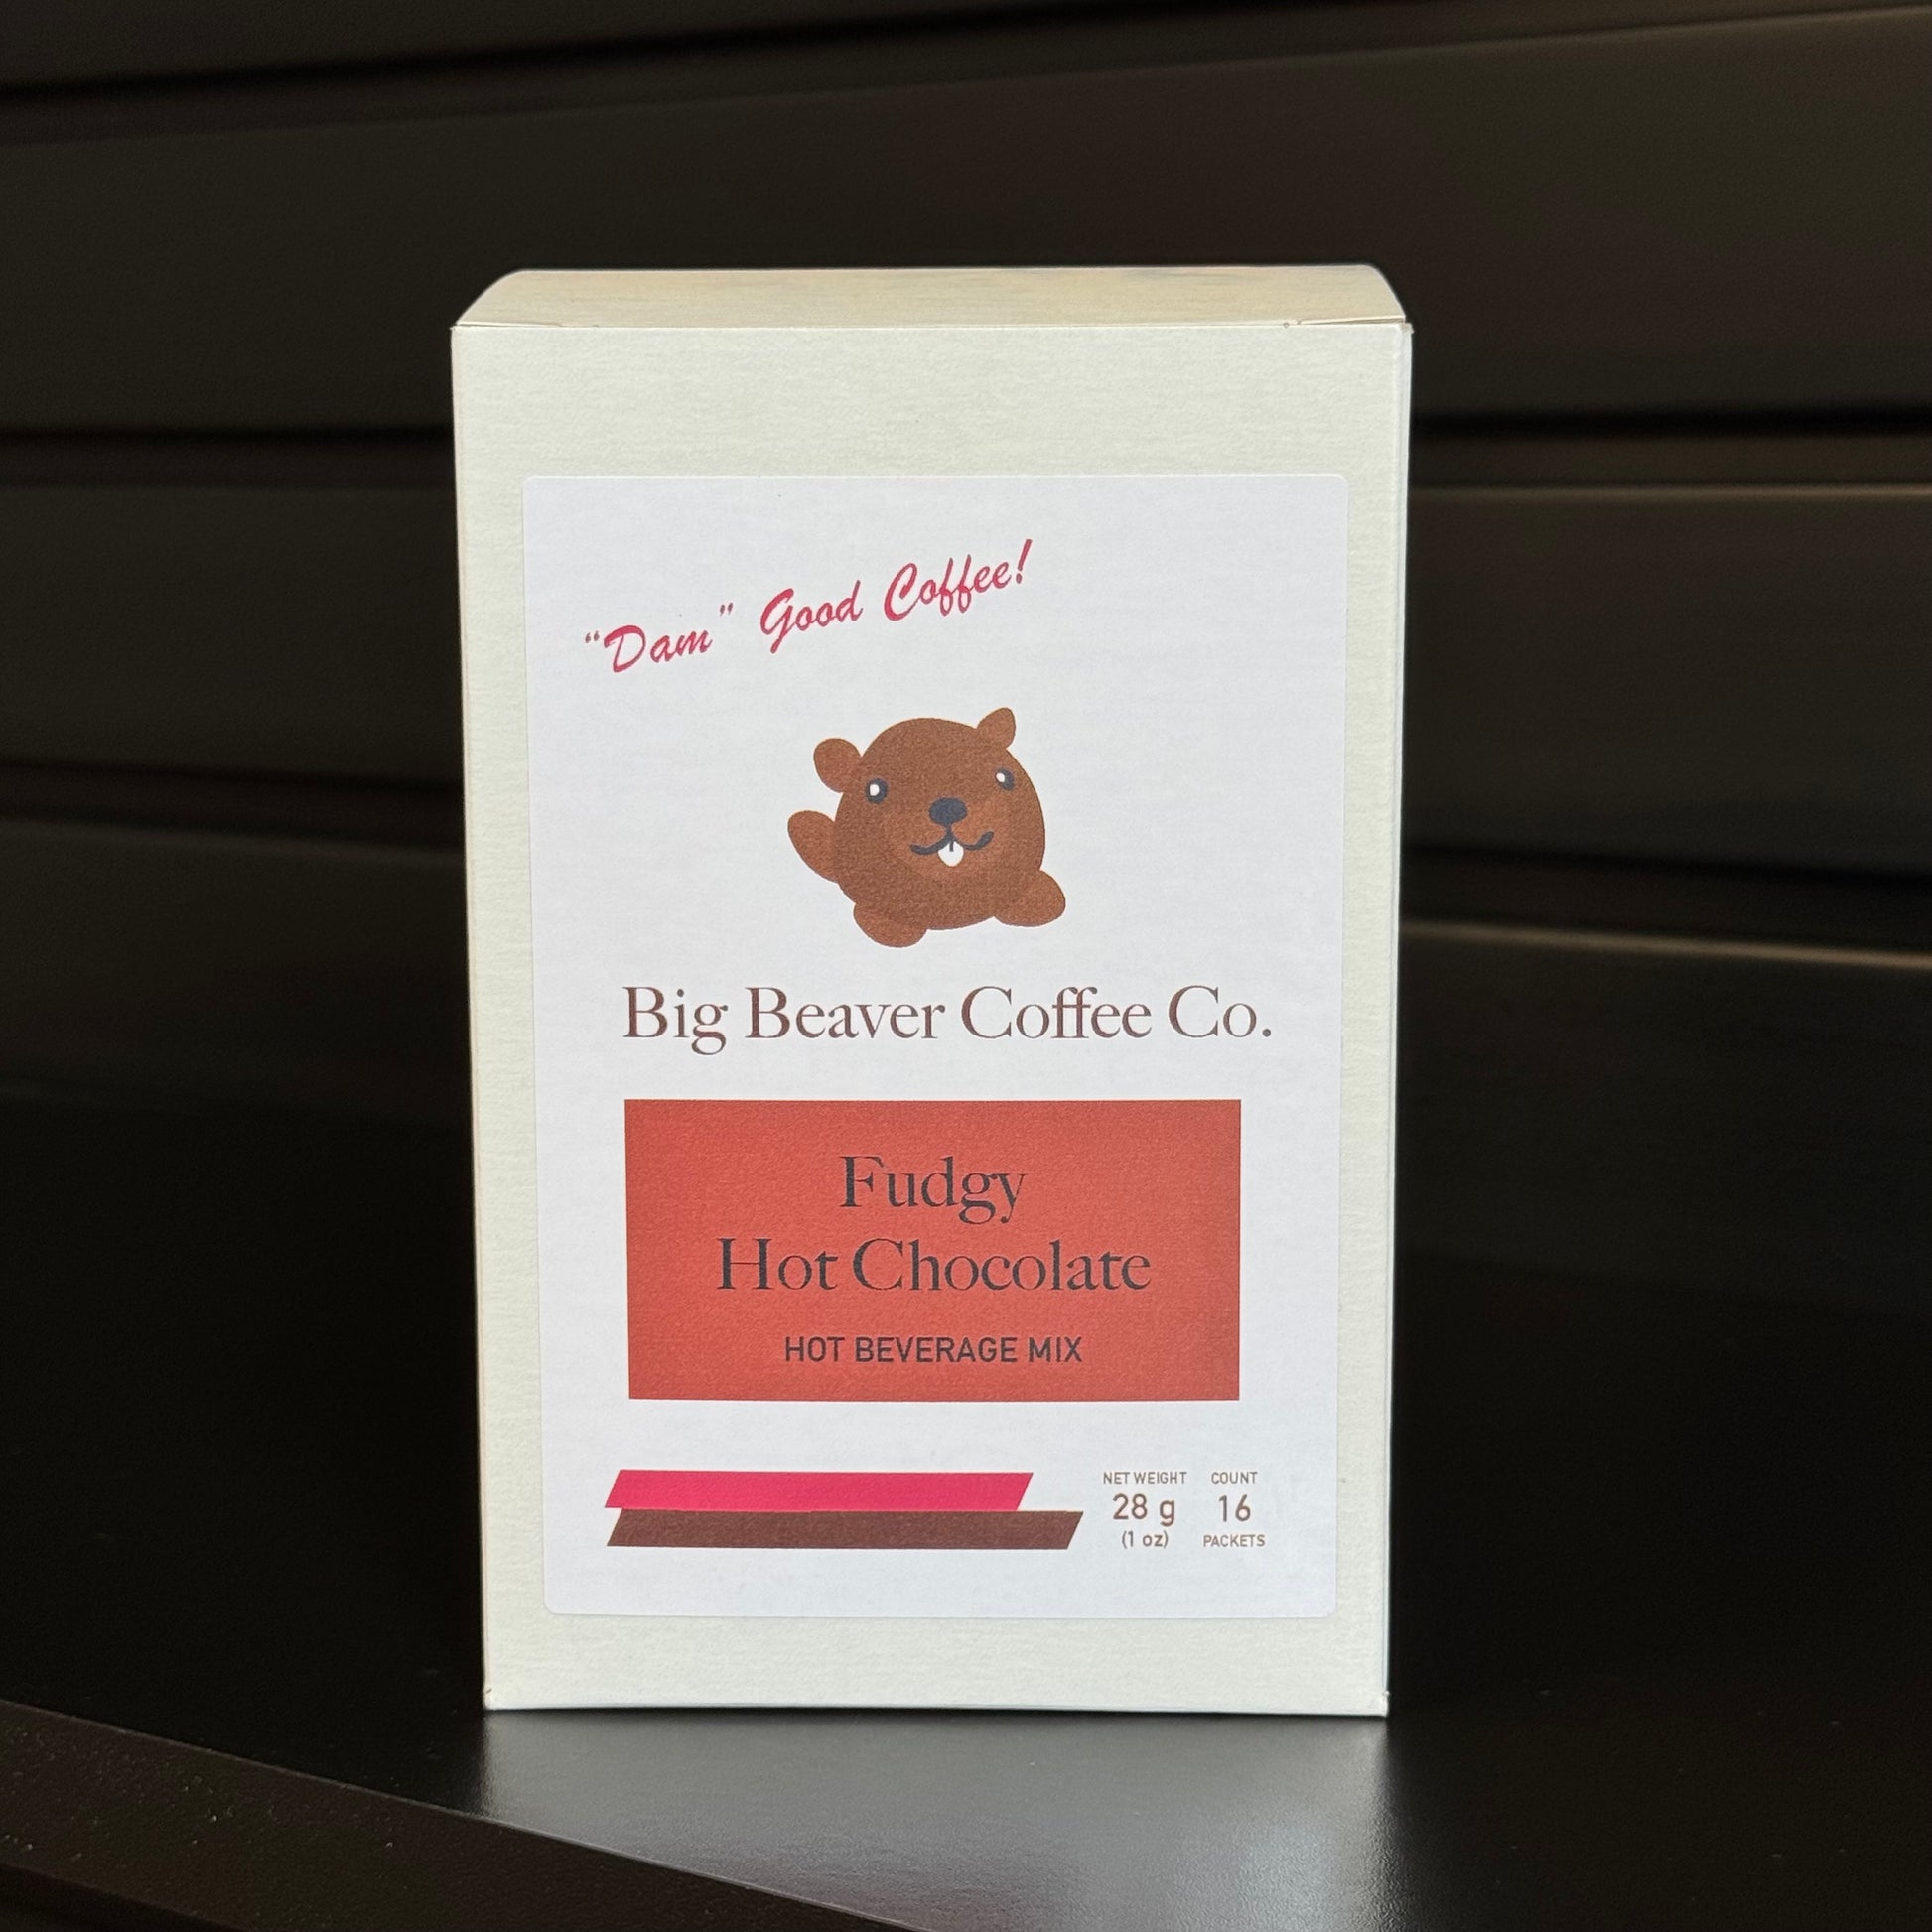 “Dam” Good Coffee!
Big Beaver Coffee Co.
Fudgy
Hot Chocolate
HOT BEVERAGE MIX
NET WEIGHT
28 g
(1 oz)
COUNT
16
PACKETS